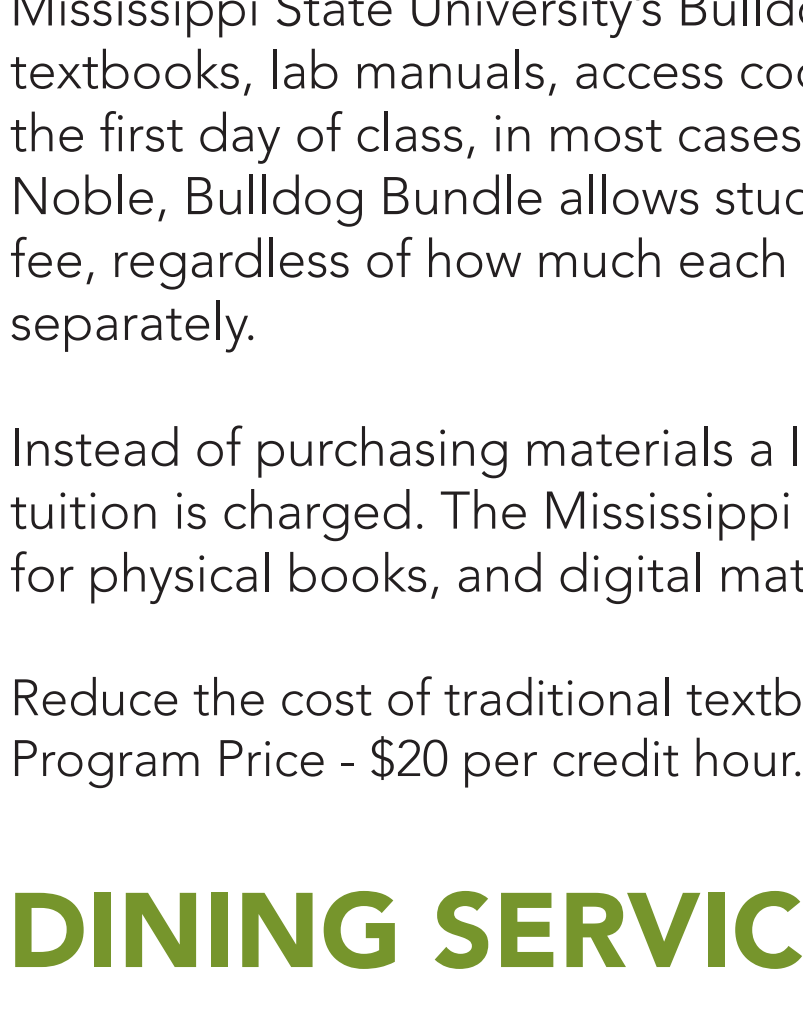 Mississippi State University's Bulldo
textbooks, lab manuals, access co
the first day of class, in most cases
Noble, Bulldog Bundle allows stud
fee, regardless of how much each
separately.
Instead of purchasing materials a l
tuition is charged. The Mississippi
for physical books, and digital mat
Reduce the cost of traditional textb
Program Price - $20 per credit hour.
DINING SERVIC